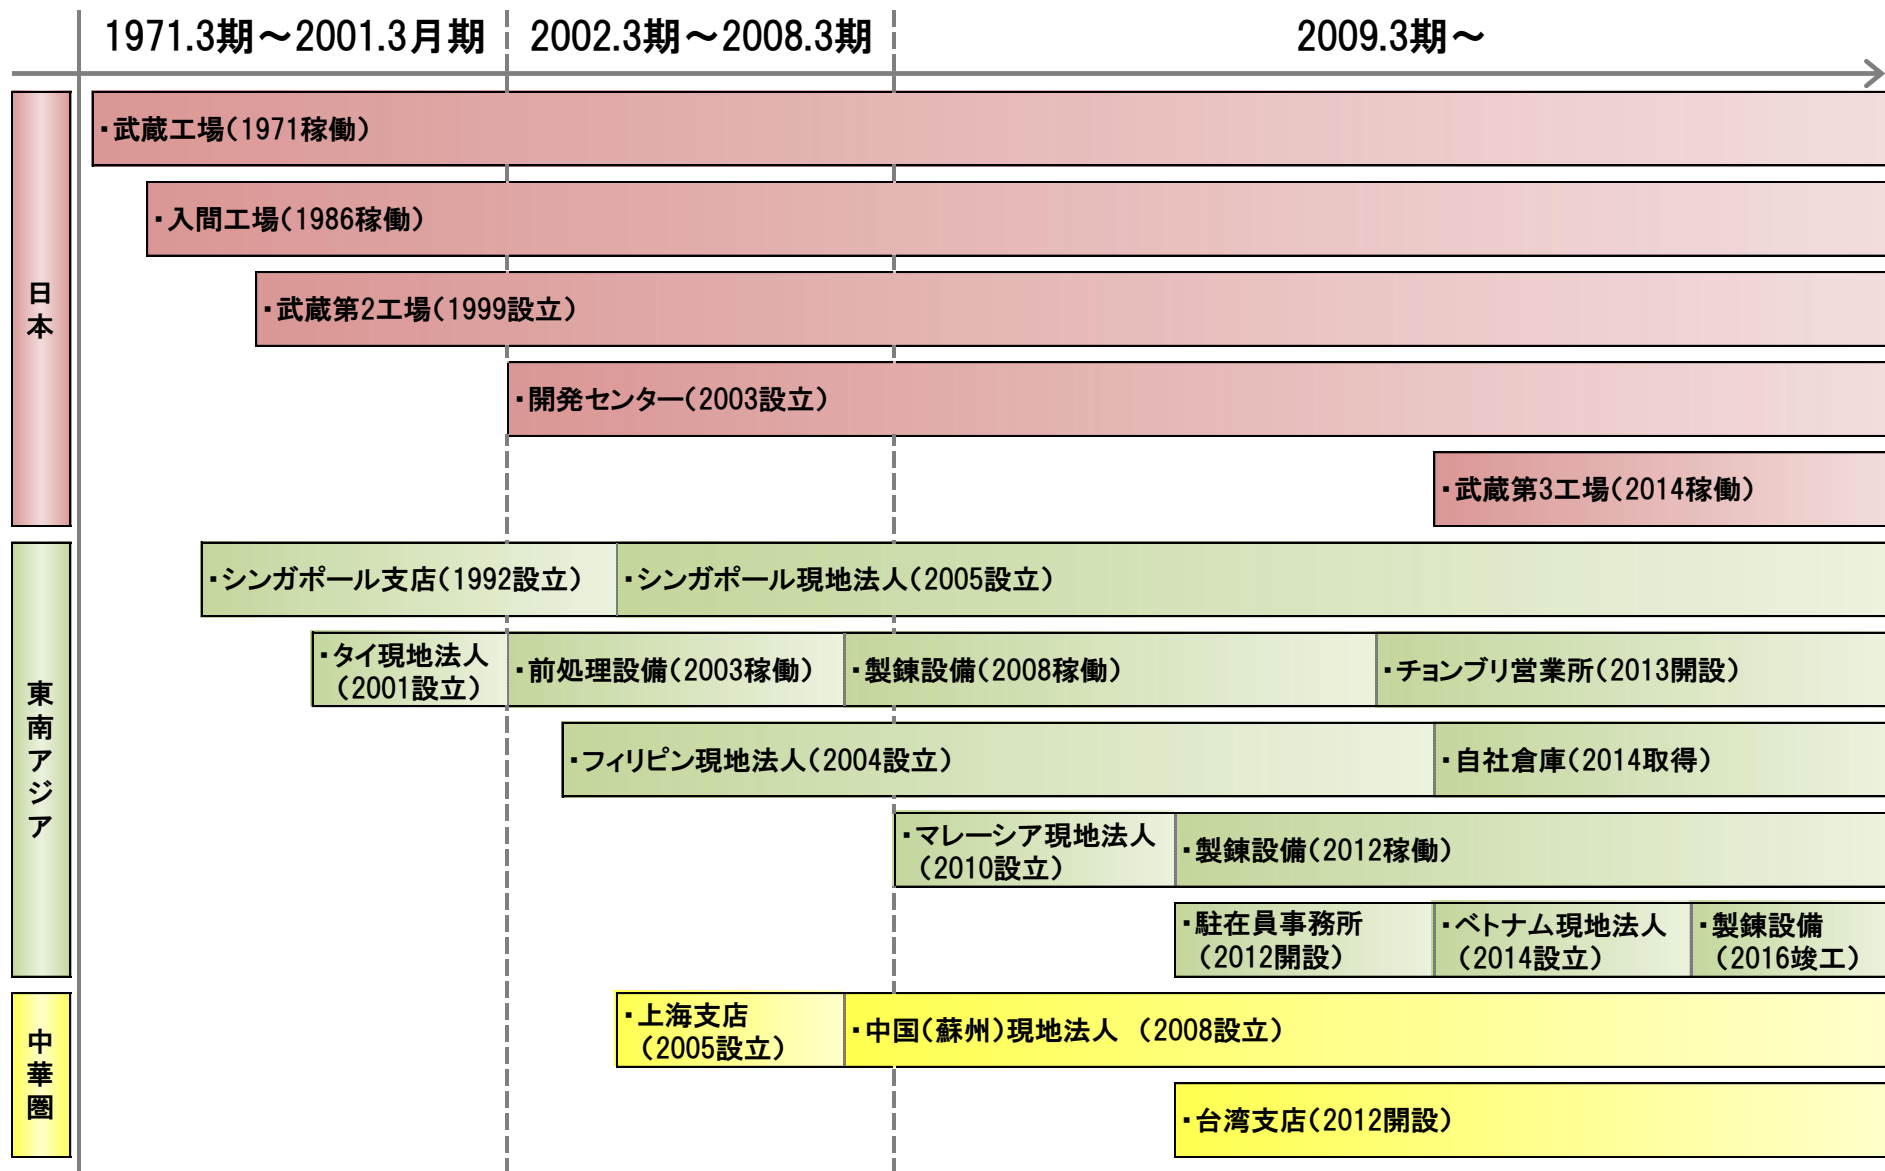 1971.3期～2001.3月期
2002.3期～2008.3期
2009.3期～
日本
・武蔵工場（1971稼働）
・入間工場（1986稼働）
・武蔵第2工場（1999設立）
・開発センター（2003設立）
・武蔵第3工場（2014稼働）
東南アジア
・シンガポール支店（1992設立）
・シンガポール現地法人（2005設立）
・タイ現地法人
（2001設立）
・前処理設備（2003稼働）
・製錬設備（2008稼働）
・チョンブリ営業所（2013開設）
・フィリピン現地法人（2004設立）
・自社倉庫（2014取得）
・マレーシア現地法人
（2010設立）
・製錬設備（2012稼働）
・駐在員事務所
（2012開設）
・ベトナム現地法人
（2014設立）
・製錬設備
（2016竣工）
中華圏
・上海支店
（2005設立）
・中国（蘇州）現地法人　（2008設立）
・台湾支店（2012開設）